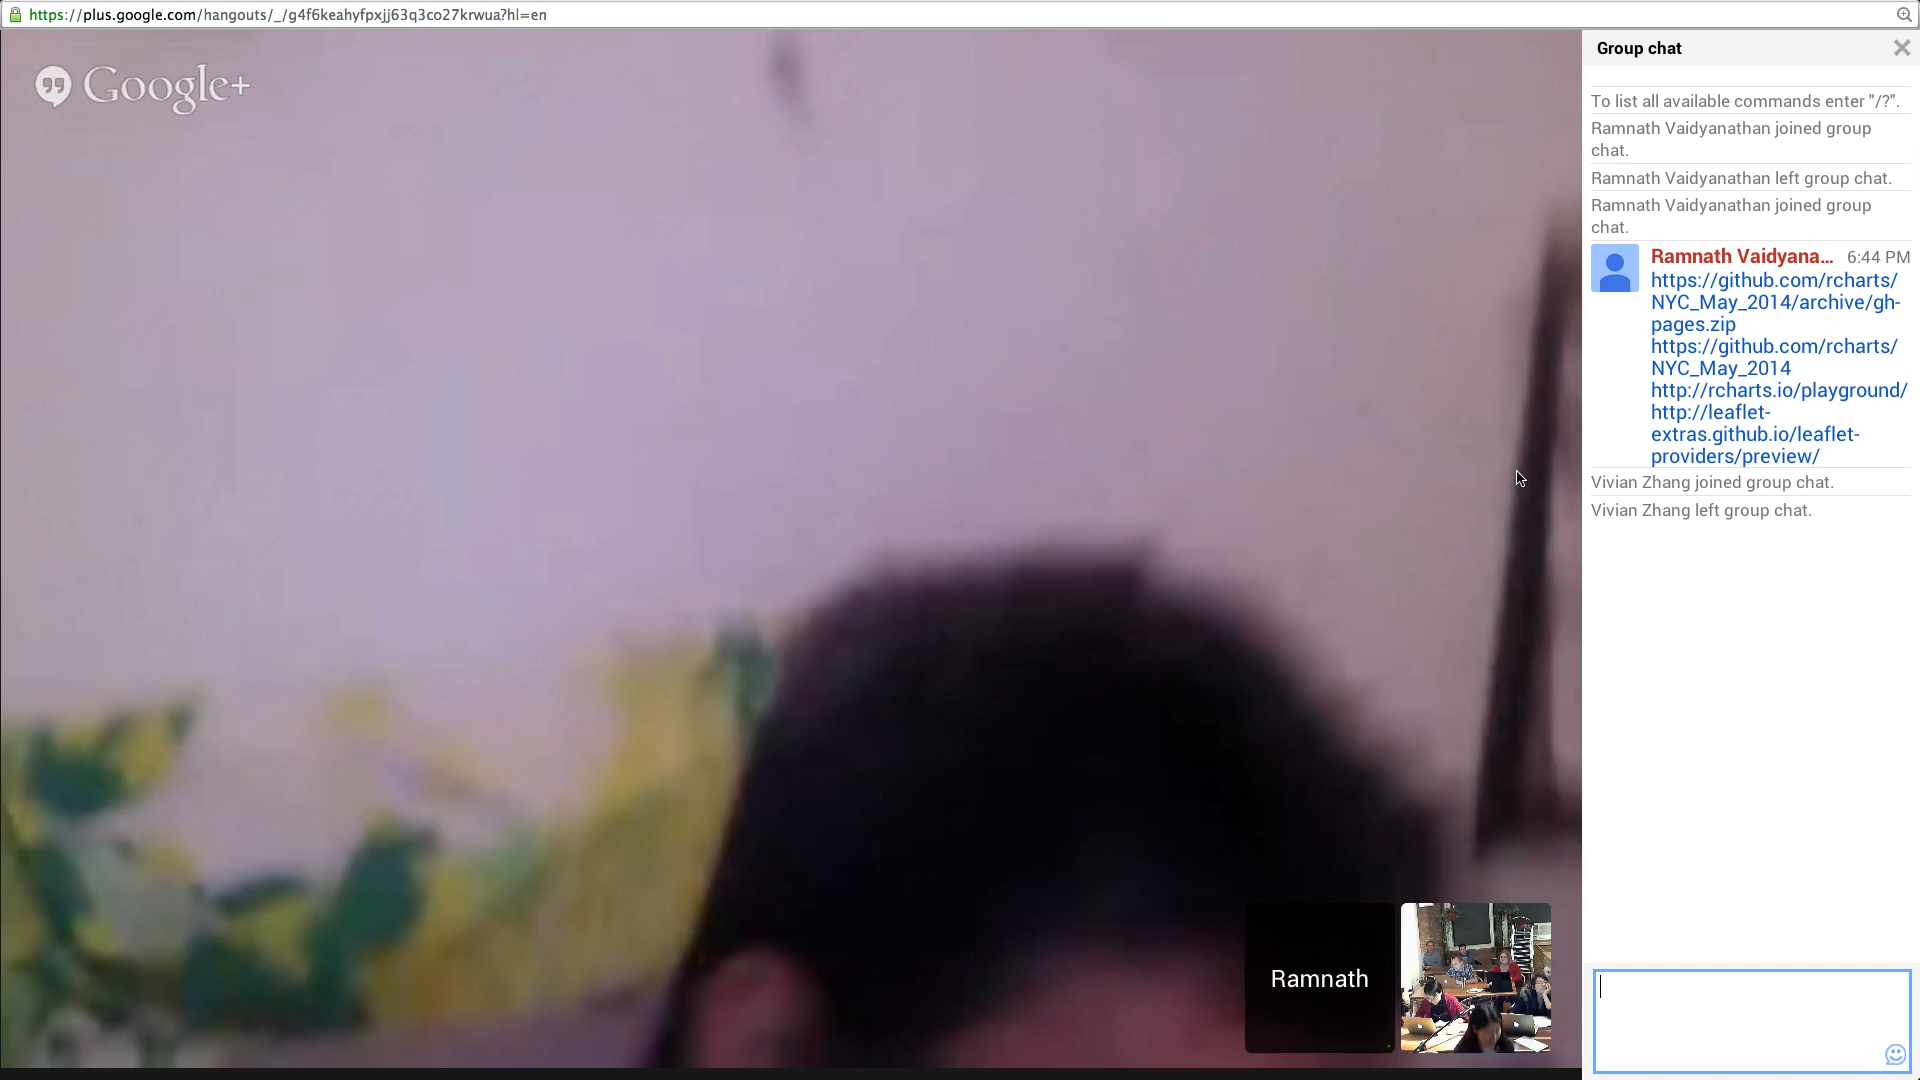 https://plus.google.com/hangouts/_/g4f6keahyfpxjj63q3co27krwua?hl=en
Google+
Group chat
To list all available commands enter "/?".
Ramnath Vaidyanathan joined group
chat.
Ramnath Vaidyanathan left group chat.
Ramnath Vaidyanathan joined group
chat.
Ramnath Vaidyana... 6:44 PM
https://github.com/rcharts/
NYC_May_2014/archive/gh-
pages.zip
https://github.com/rcharts/
NYC_May_2014
http://rcharts.io/playground/
http://leaflet-
extras.github.io/leaflet-
providers/preview/
Vivian Zhang joined group chat.
Vivian Zhang left group chat.
Ramnath